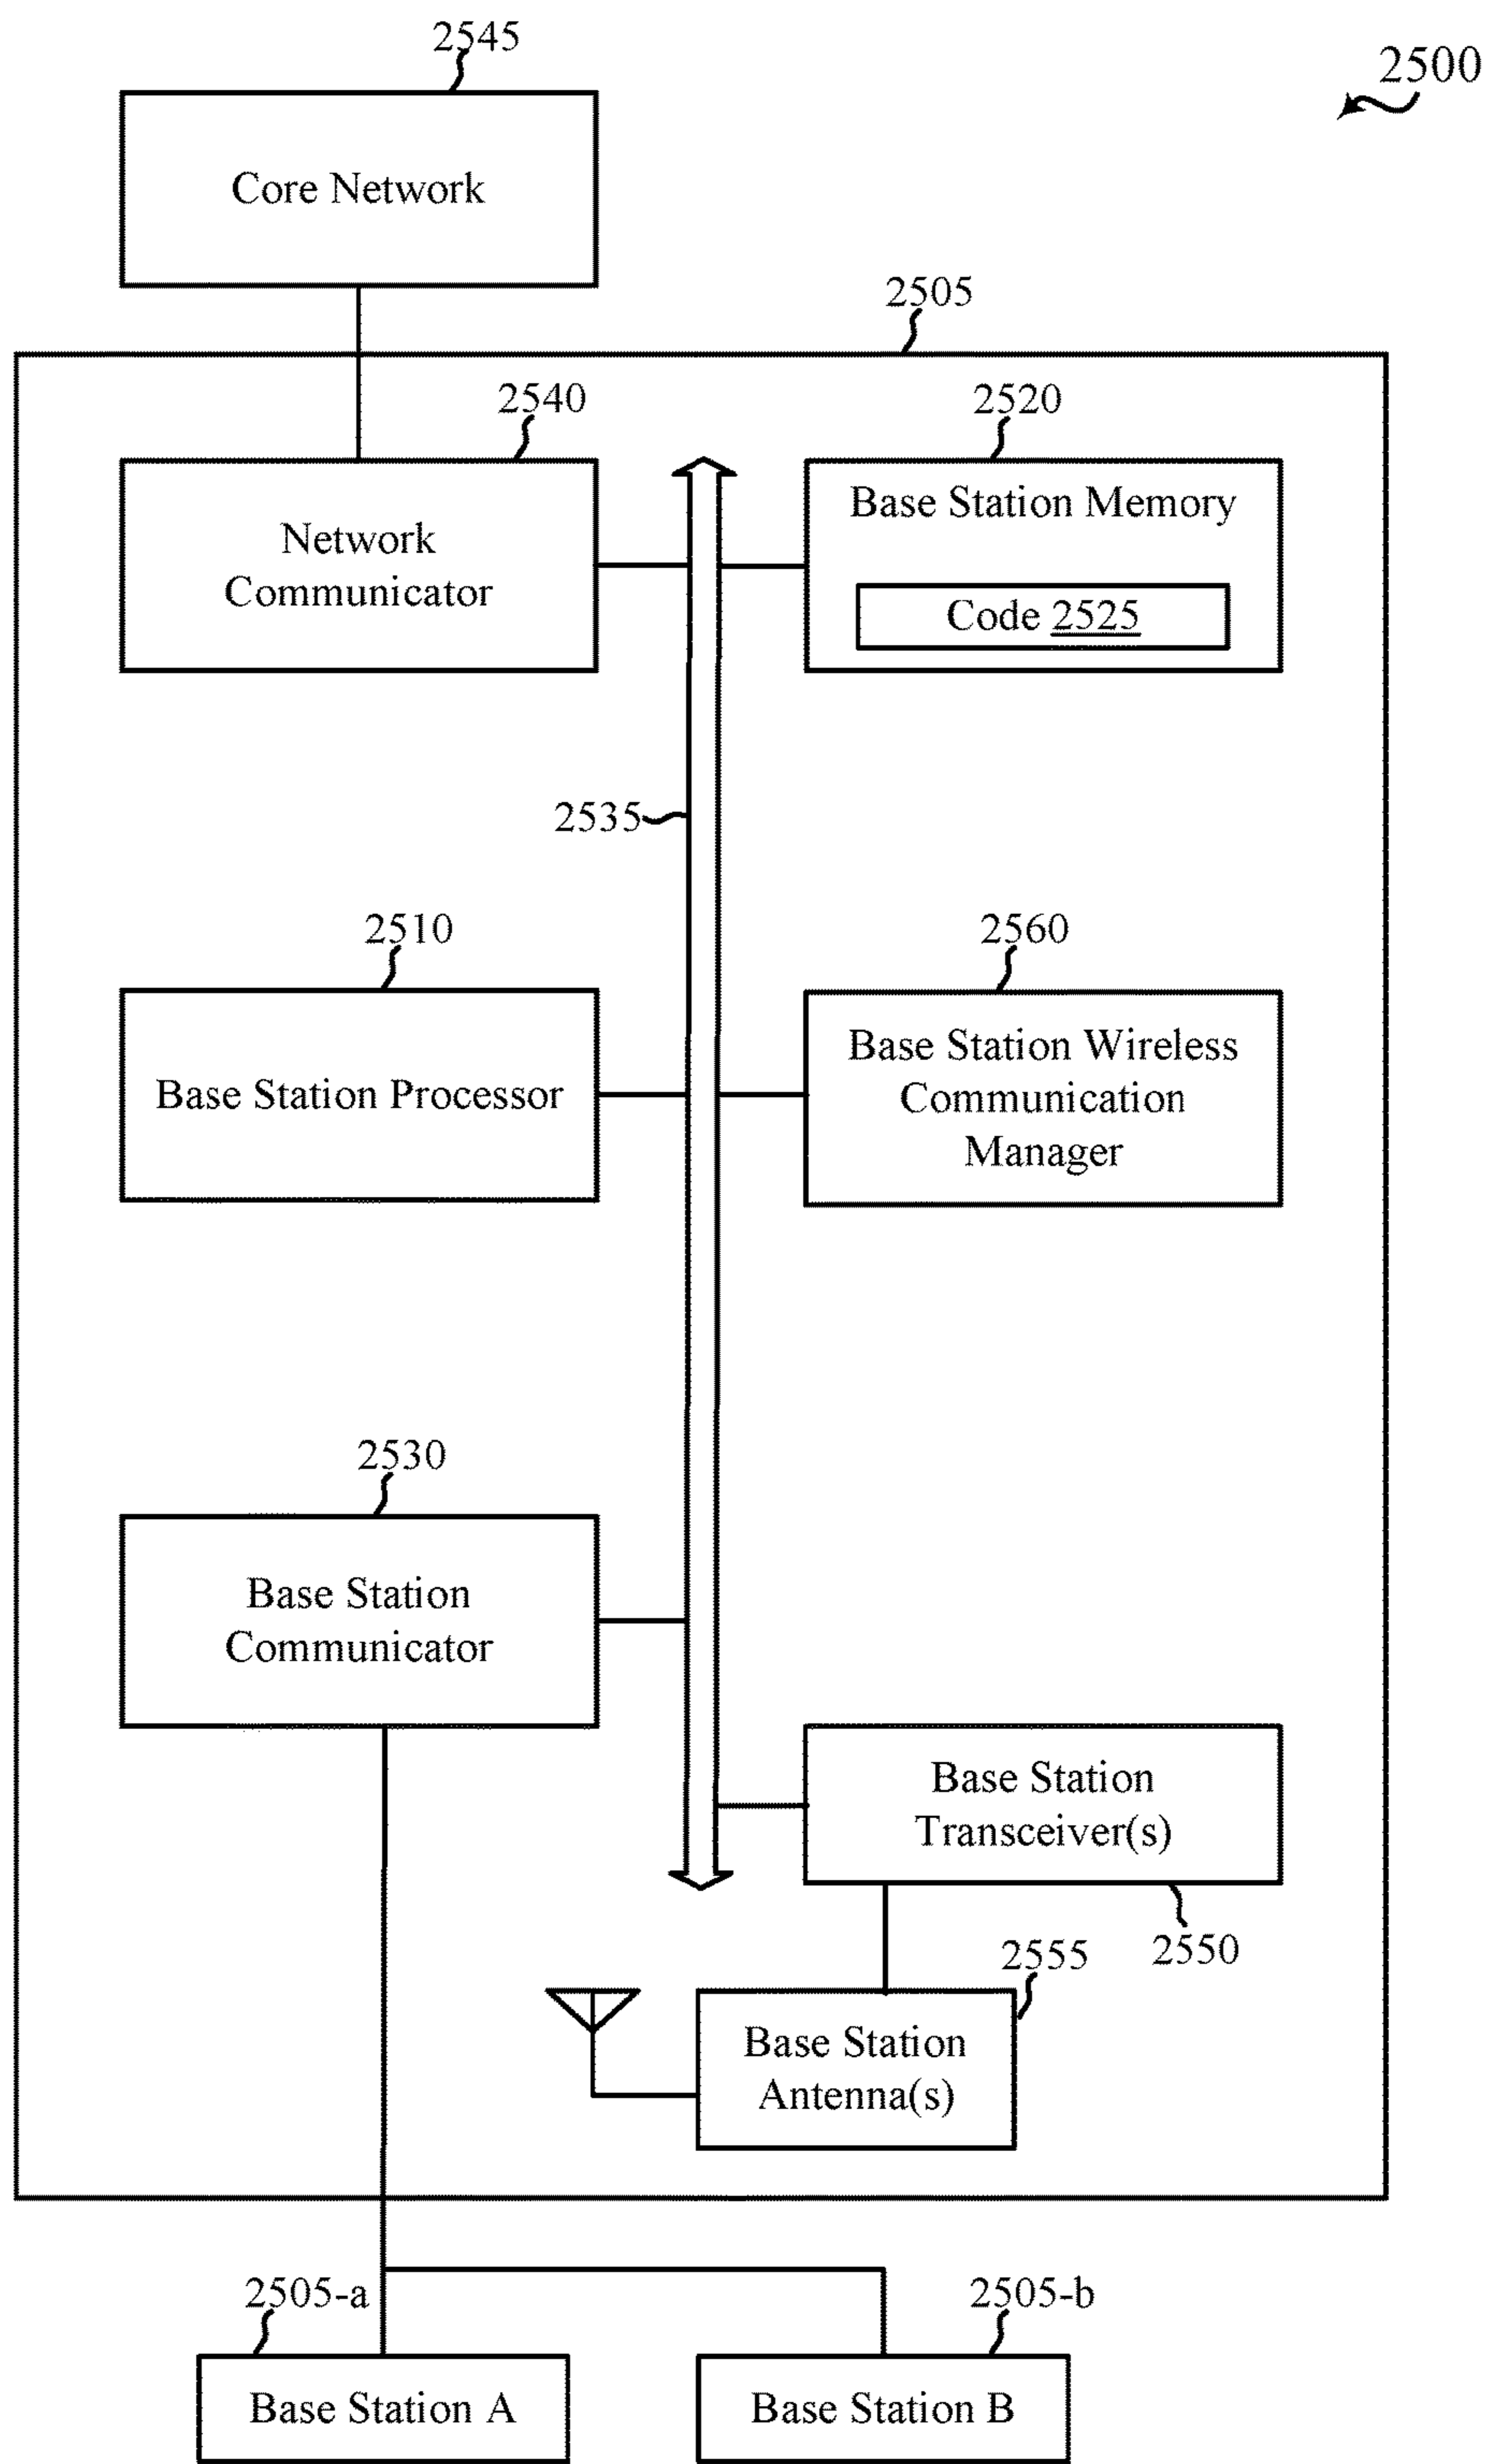 2545
2500
Core Network
2505
2540
2520
Network
Communicator
Base Station Memory
Code 2525
2535
2510
2560
Base Station Processor
Base Station Wireless
Communication
Manager
2530
Base Station
Communicator
Base Station
Transceiver(s)
2550
2555
Base Station
Antenna(s)
2505-a
2505-b
Base Station A
Base Station B